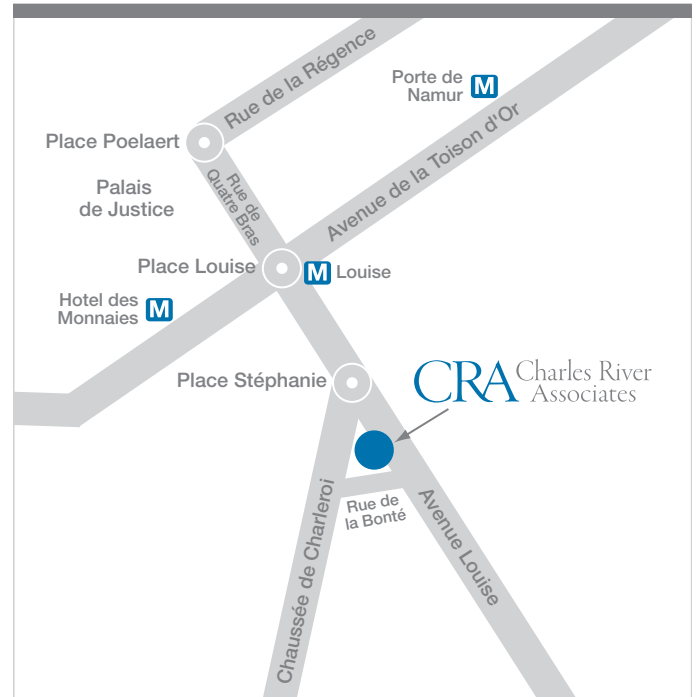 Rue de la Régence
Porte de
Namur M
Place Poelaert
Avenue de la Toison d'Or
Rue de
Quatre Bras
Palais
de Justice
Place Louise
M Louise
Hotel des
Monnaies M
Place Stéphanie
CRA Charles River
Associates
Chaussée de Charleroi
Rue de
la Bonté
Avenue Louise